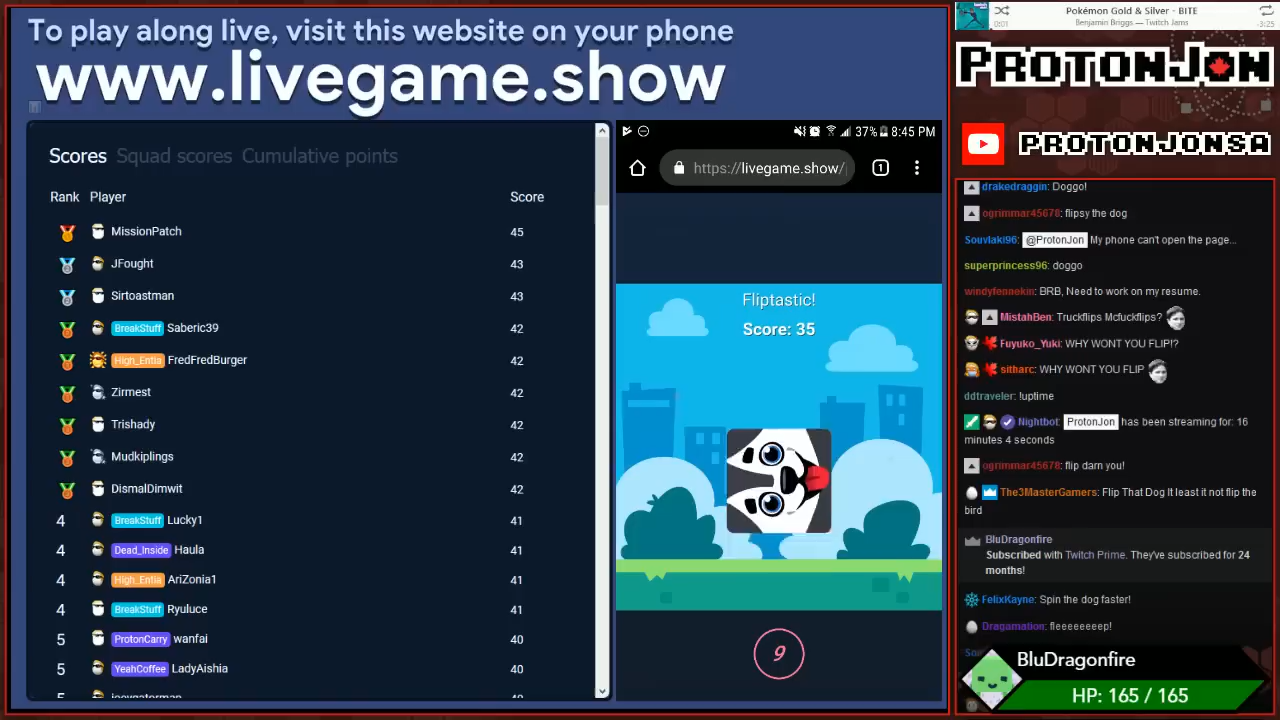 To play along live, visit this website on your phone
www.livegame.show
Scores Squad scores Cumulative points
Rank Player Score
MissionPatch 45
JFought 43
Sirtoastman 43
BreakStuff Saberic39 42
High_Entia FredFredBurger 42
Zirmest 42
Trishady 42
Mudkiplings 42
DismalDimwit 42
4 BreakStuff Lucky1 41
4 Dead_Inside Haula 41
4 High_Entia AriZonia1 41
4 BreakStuff Ryuluce 41
5 ProtonCarry wanfai 40
5 YeahCoffee LadyAishia 40
37% 8:45 PM
https://livegame.show/ 1
Fliptastic!
Score: 35
9
Pokémon Gold & Silver - BITE
0:01 Benjamin Briggs — Twitch Jams -3:25
PROTONJON
PROTONJONSA
drakedraggin: Doggo!
ogrimmar45678: flipsy the dog
Souvlaki96: @ProtonJon My phone can't open the page...
superprincess96: doggo
windyfennekin: BRB, Need to work on my resume.
MistahBen: Truckflips Mcfuckflips?
Fuyuko_Yuki: WHY WONT YOU FLIP!?
sitharc: WHY WONT YOU FLIP
ddtraveler: !uptime
Nightbot: ProtonJon has been streaming for: 16
minutes 4 seconds
ogrimmar45678: flip darn you!
The3MasterGamers: Flip That Dog It least it not flip the
bird
BluDragonfire
Subscribed with Twitch Prime. They've subscribed for 24
months!
FelixKayne: Spin the dog faster!
Dragamation: fleeeeeeeep!
BluDragonfire
HP: 165 / 165